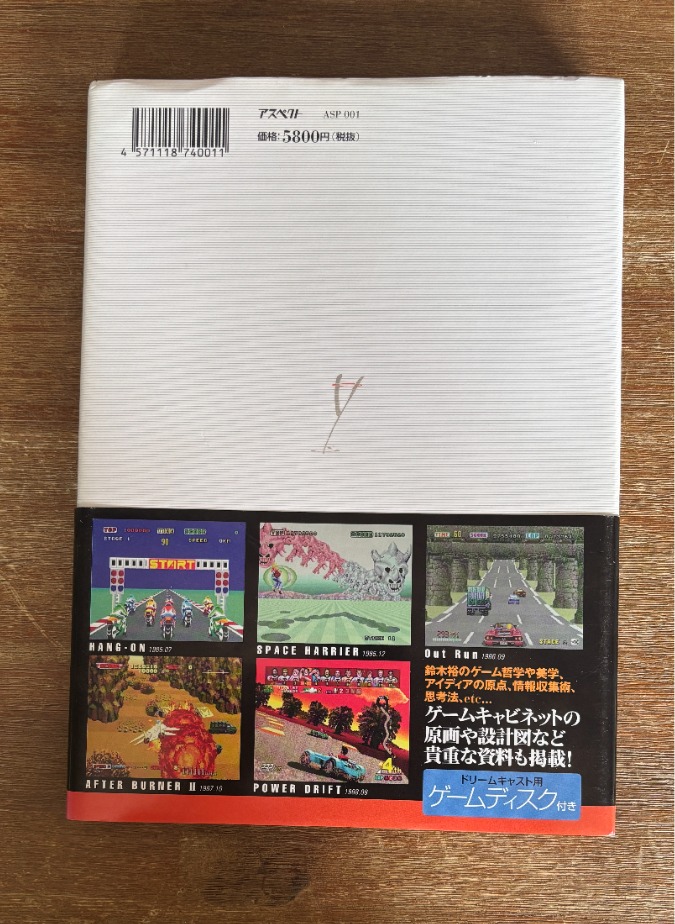 アスペクト ASP 001
価格:5800円(税抜)
4 571118 740011
START
HANG-ON 1985.07
SPACE HARRIER 1985.12
Out Run 1986.09
鈴木裕のゲーム哲学や美学、
アイディアの原点、情報収集術、
思考法、etc...
ゲームキャビネットの
原画や設計図など
貴重な資料も掲載!
AFTER BURNER II 1987.10
POWER DRIFT 1988.08
ドリームキャスト用
ゲームディスク付き